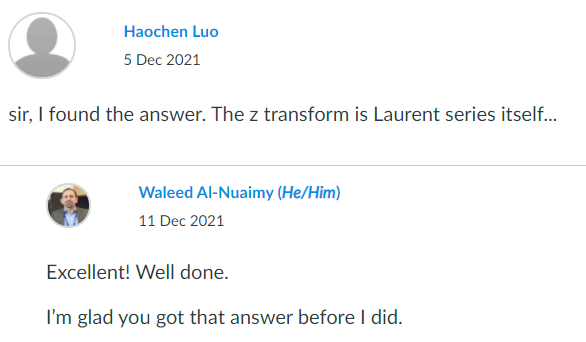 Haochen Luo
5 Dec 2021
sir, I found the answer. The z transform is Laurent series itself...
Waleed Al-Nuaimy (He/Him)
11 Dec 2021
Excellent! Well done.
I’m glad you got that answer before I did.